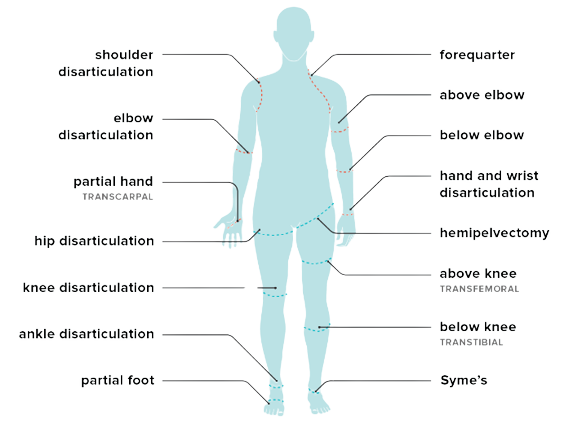 shoulder
disarticulation
elbow
disarticulation
partial hand
TRANSCARPAL
hip disarticulation
knee disarticulation
ankle disarticulation
partial foot
forequarter
above elbow
below elbow
hand and wrist
disarticulation
hemipelvectomy
above knee
TRANSFEMORAL
below knee
TRANSTIBIAL
Syme's